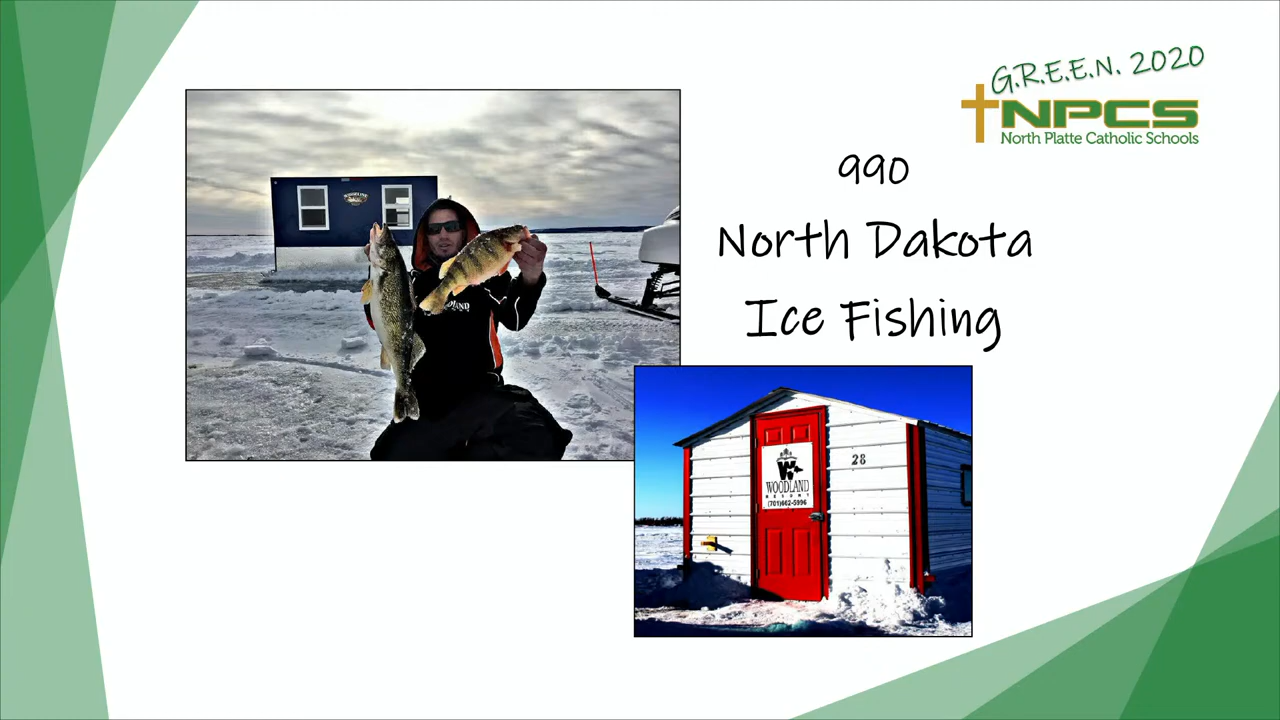 G.R.E.E.N. 2020
NPCS
North Platte Catholic Schools
990
North Dakota
Ice Fishing
28
WOODLAND
RESORT
(701)662-5996